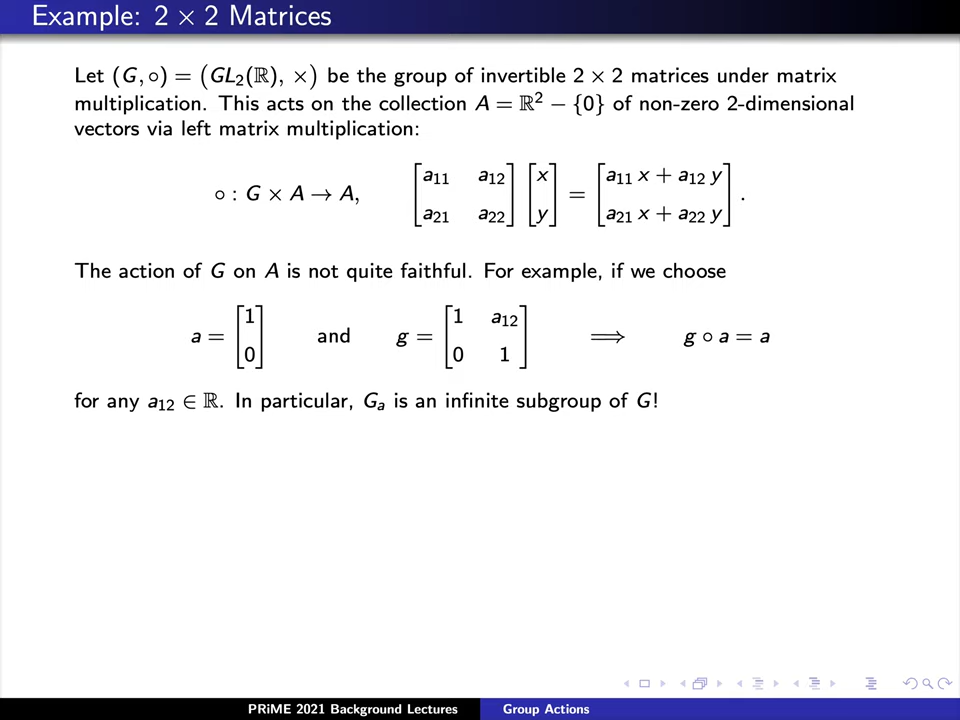 Example: 2 × 2 Matrices
Let (G, ∘) = (GL₂(ℝ), ×) be the group of invertible 2 × 2 matrices under matrix
multiplication. This acts on the collection A = ℝ² − {0} of non-zero 2-dimensional
vectors via left matrix multiplication:
∘ : G × A → A, [a₁₁ a₁₂; a₂₁ a₂₂] [x; y] = [a₁₁ x + a₁₂ y; a₂₁ x + a₂₂ y].
The action of G on A is not quite faithful. For example, if we choose
a = [1; 0] and g = [1 a₁₂; 0 1] ⟹ g ∘ a = a
for any a₁₂ ∈ ℝ. In particular, Gₐ is an infinite subgroup of G!
PRiME 2021 Background Lectures
Group Actions